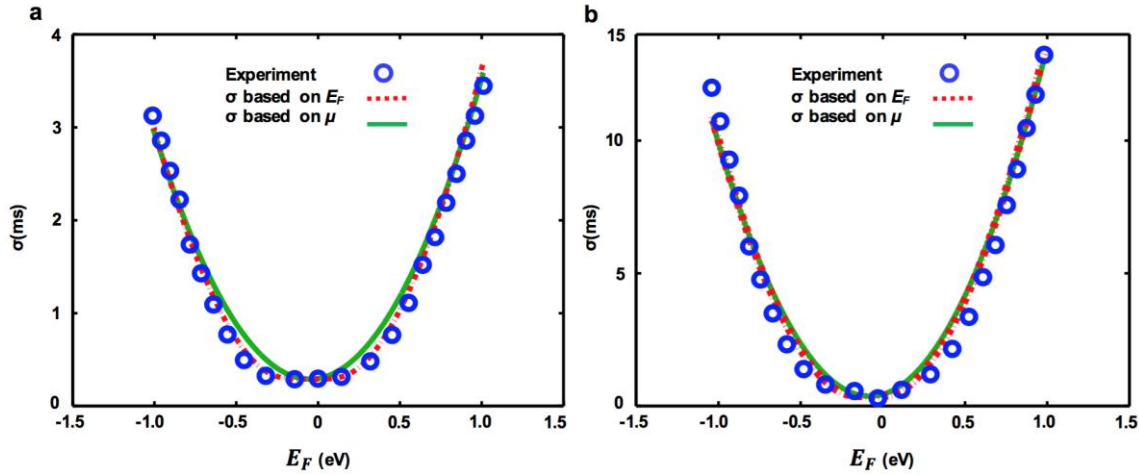 a
4
3
2
1
0
σ(ms)
Experiment
σ based on E_F
σ based on μ
-1.5
-1.0
-0.5
0
0.5
1.0
1.5
E_F (eV)
b
15
10
5
0
σ(ms)
Experiment
σ based on E_F
σ based on μ
-1.5
-1.0
-0.5
0
0.5
1.0
1.5
E_F (eV)